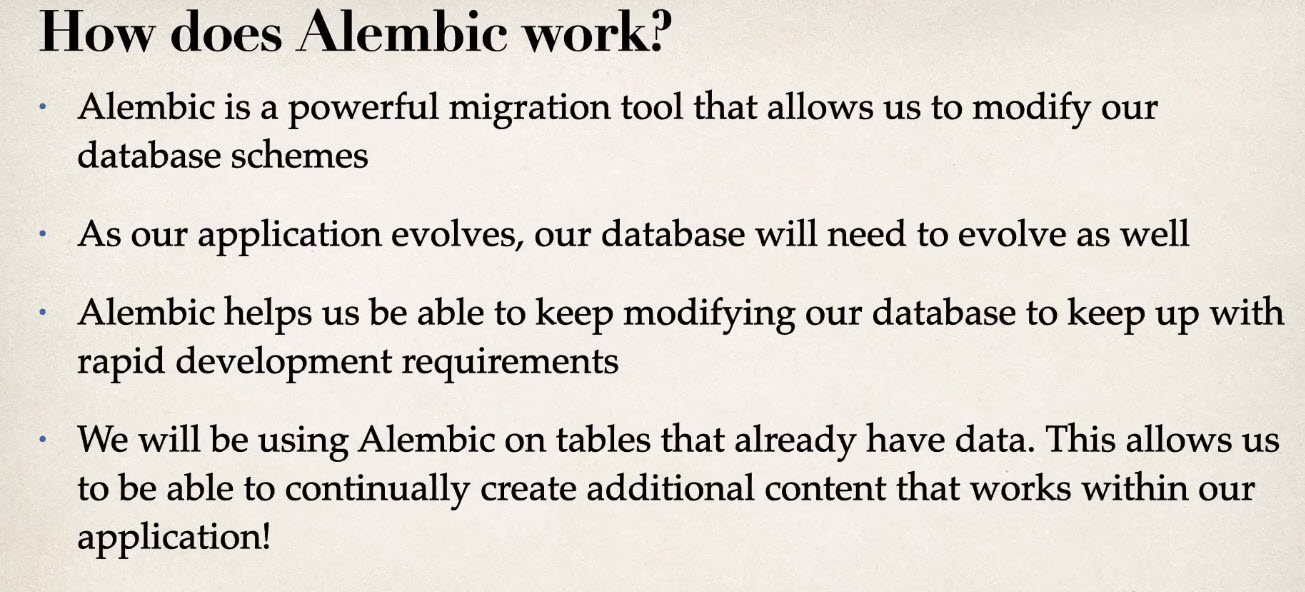 How does Alembic work?
• Alembic is a powerful migration tool that allows us to modify our
database schemes
• As our application evolves, our database will need to evolve as well
• Alembic helps us be able to keep modifying our database to keep up with
rapid development requirements
• We will be using Alembic on tables that already have data. This allows us
to be able to continually create additional content that works within our
application!